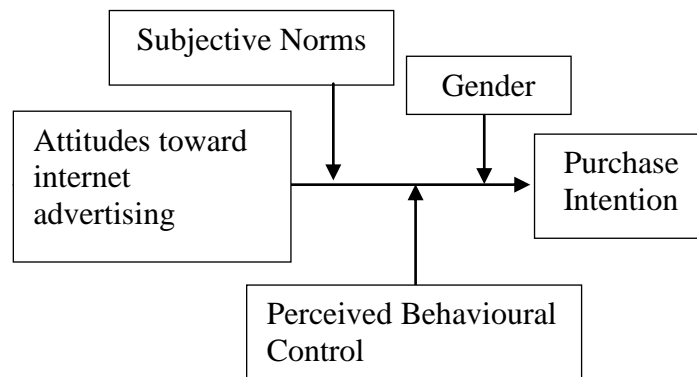 Subjective Norms
Gender
Attitudes toward
internet
advertising
Purchase
Intention
Perceived Behavioural
Control